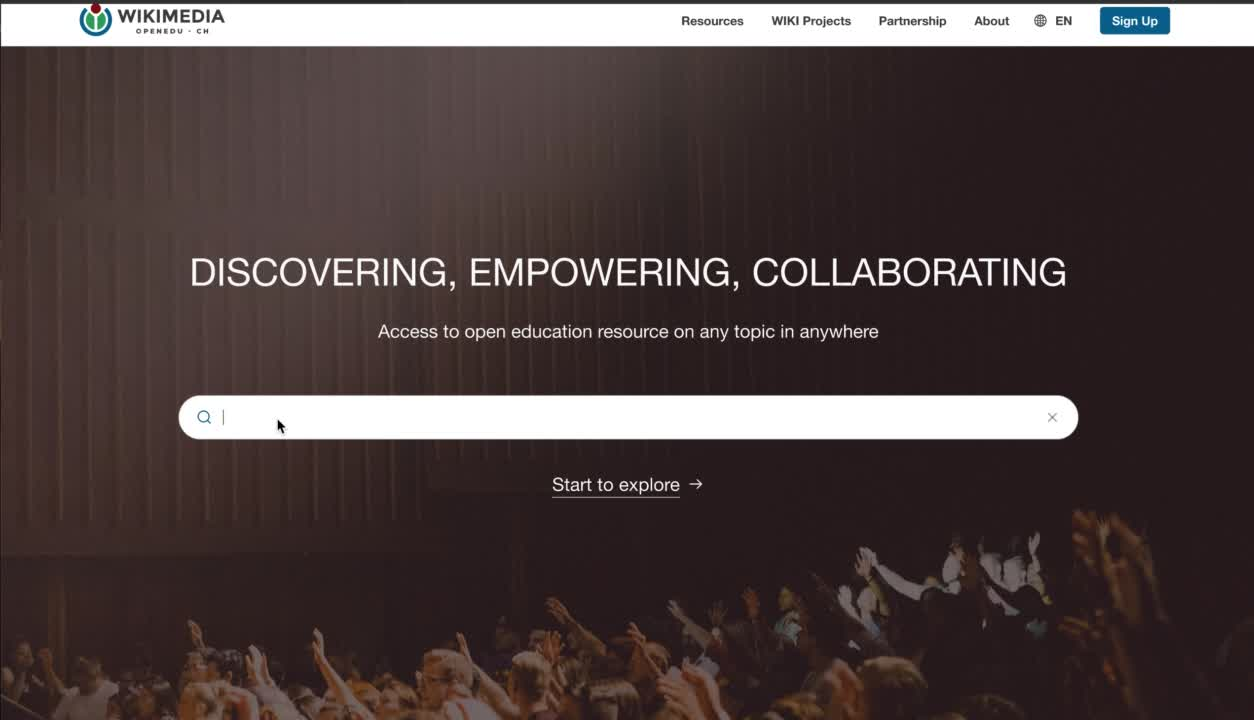 WIKIMEDIA
OPENEDU - CH
Resources WIKI Projects Partnership About EN Sign Up
DISCOVERING, EMPOWERING, COLLABORATING
Access to open education resource on any topic in anywhere
Start to explore →